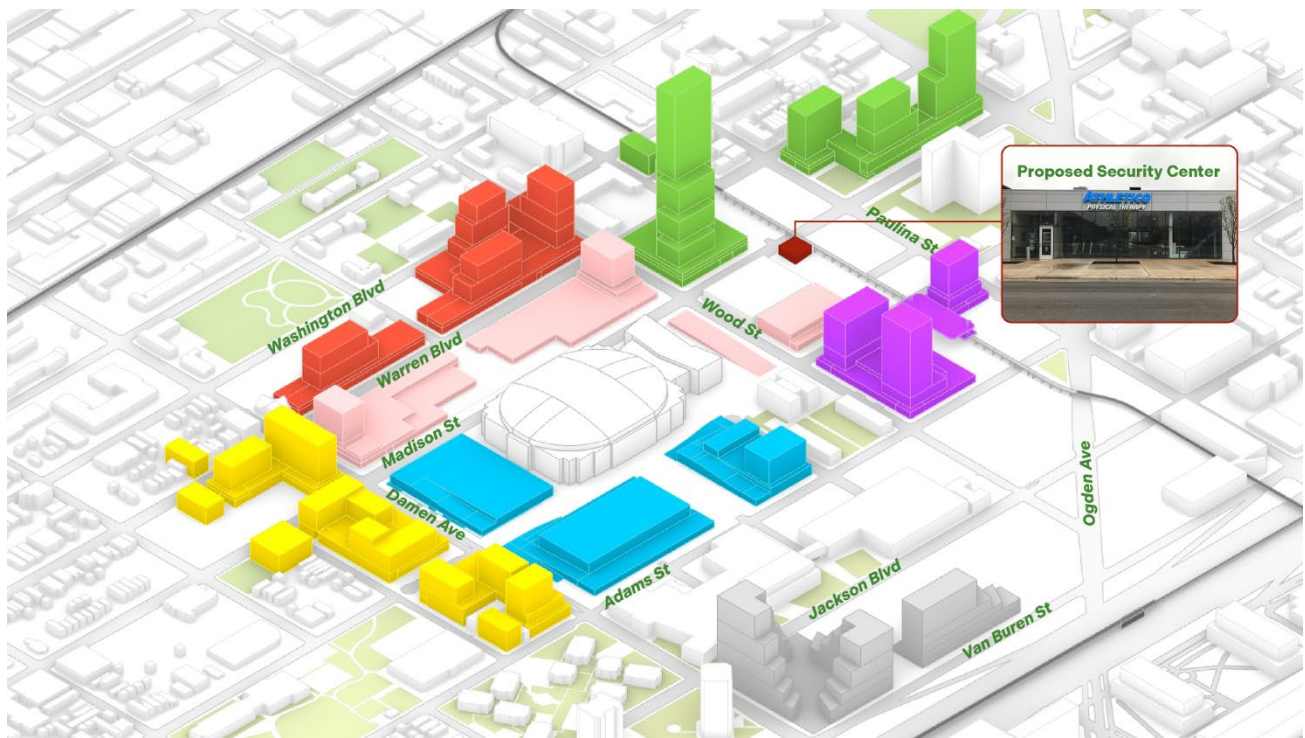 Proposed Security Center
ATHLETICO
PHYSICAL THERAPY
Paulina St
Wood St
Washington Blvd
Warren Blvd
Madison St
Damen Ave
Adams St
Jackson Blvd
Van Buren St
Ogden Ave